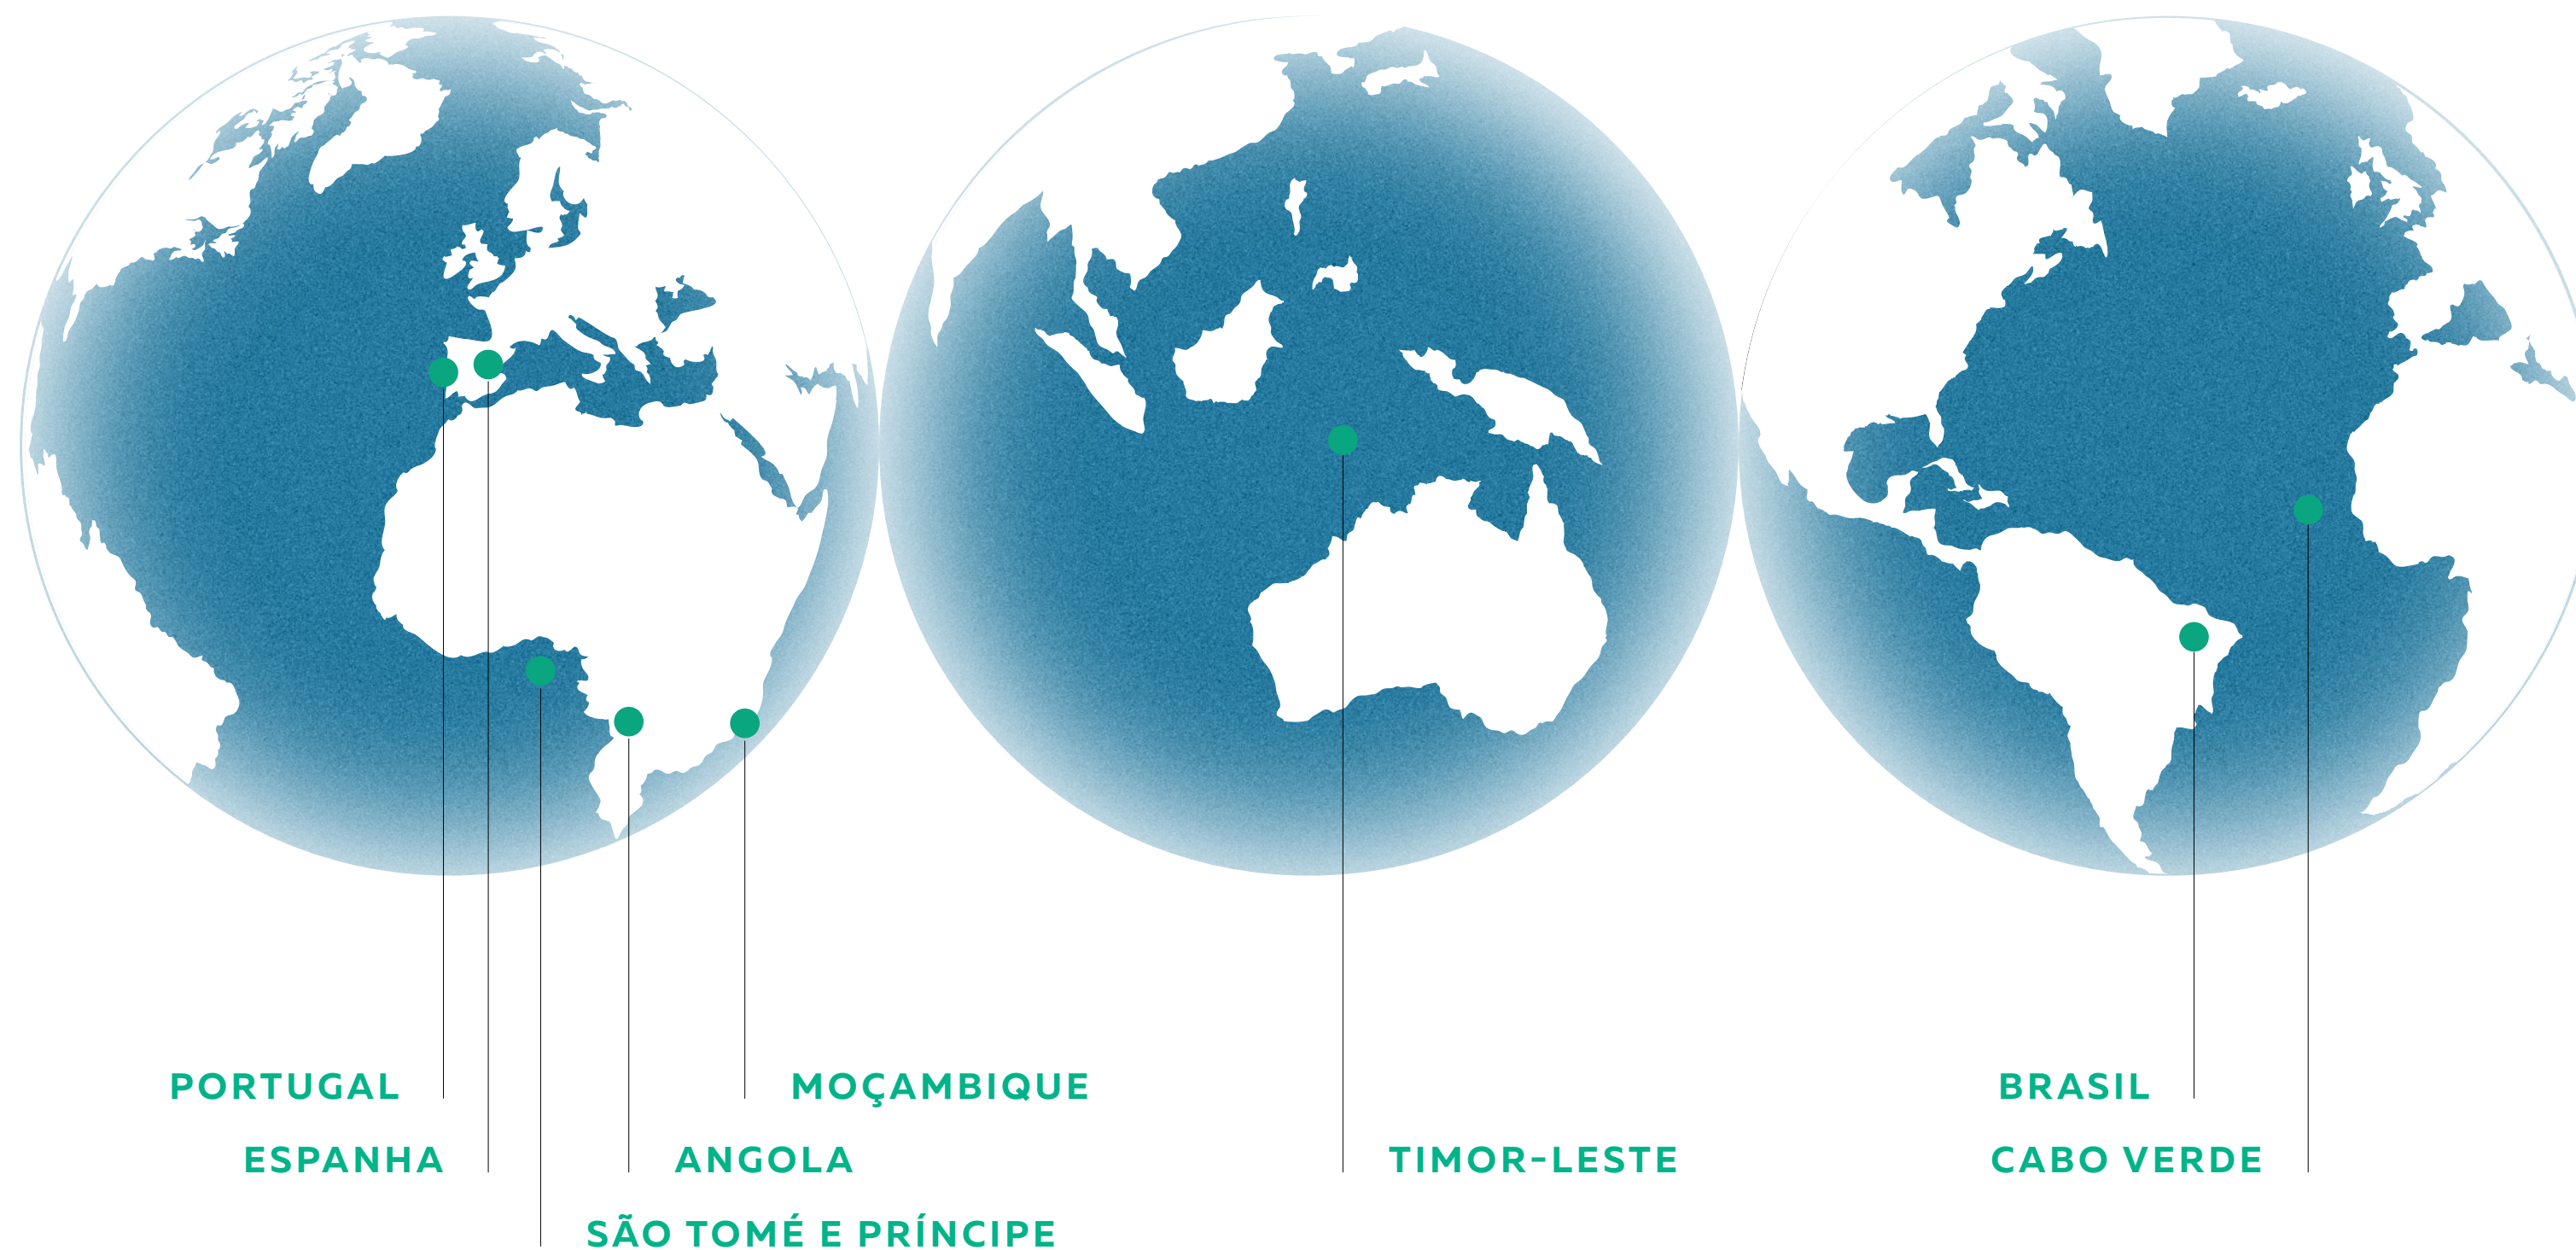 PORTUGAL
MOÇAMBIQUE
BRASIL
ESPANHA
ANGOLA
TIMOR-LESTE
CABO VERDE
SÃO TOMÉ E PRÍNCIPE